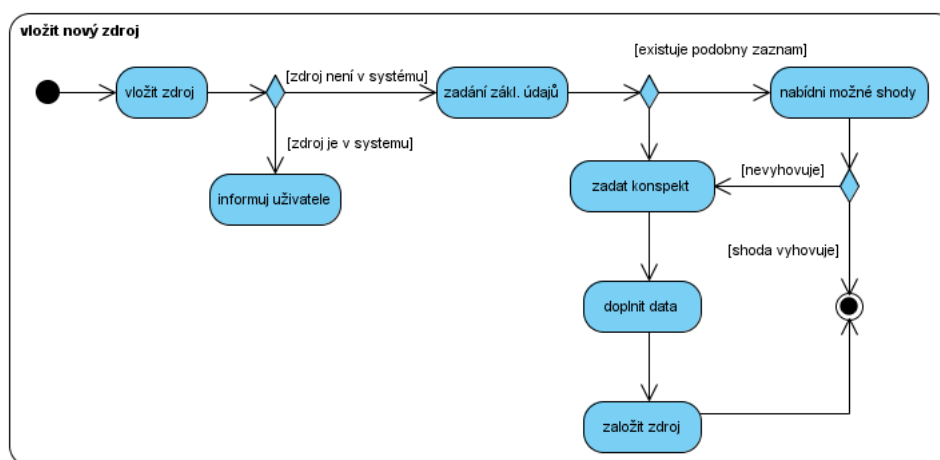 vložit nový zdroj
[existuje podobny zaznam]
[zdroj není v systému]
vložit zdroj
zadání zákl. údajů
nabídni možné shody
[zdroj je v systemu]
[nevyhovuje]
informuj uživatele
zadat konspekt
[shoda vyhovuje]
doplnit data
založit zdroj